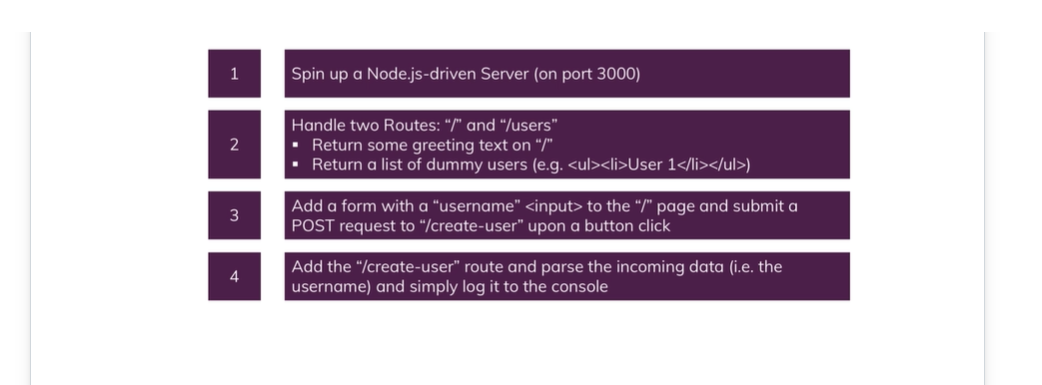 1
Spin up a Node.js-driven Server (on port 3000)
2
Handle two Routes: “/” and “/users”
▪ Return some greeting text on “/”
▪ Return a list of dummy users (e.g. <ul><li>User 1</li></ul>)
3
Add a form with a “username” <input> to the “/” page and submit a
POST request to “/create-user” upon a button click
4
Add the “/create-user” route and parse the incoming data (i.e. the
username) and simply log it to the console